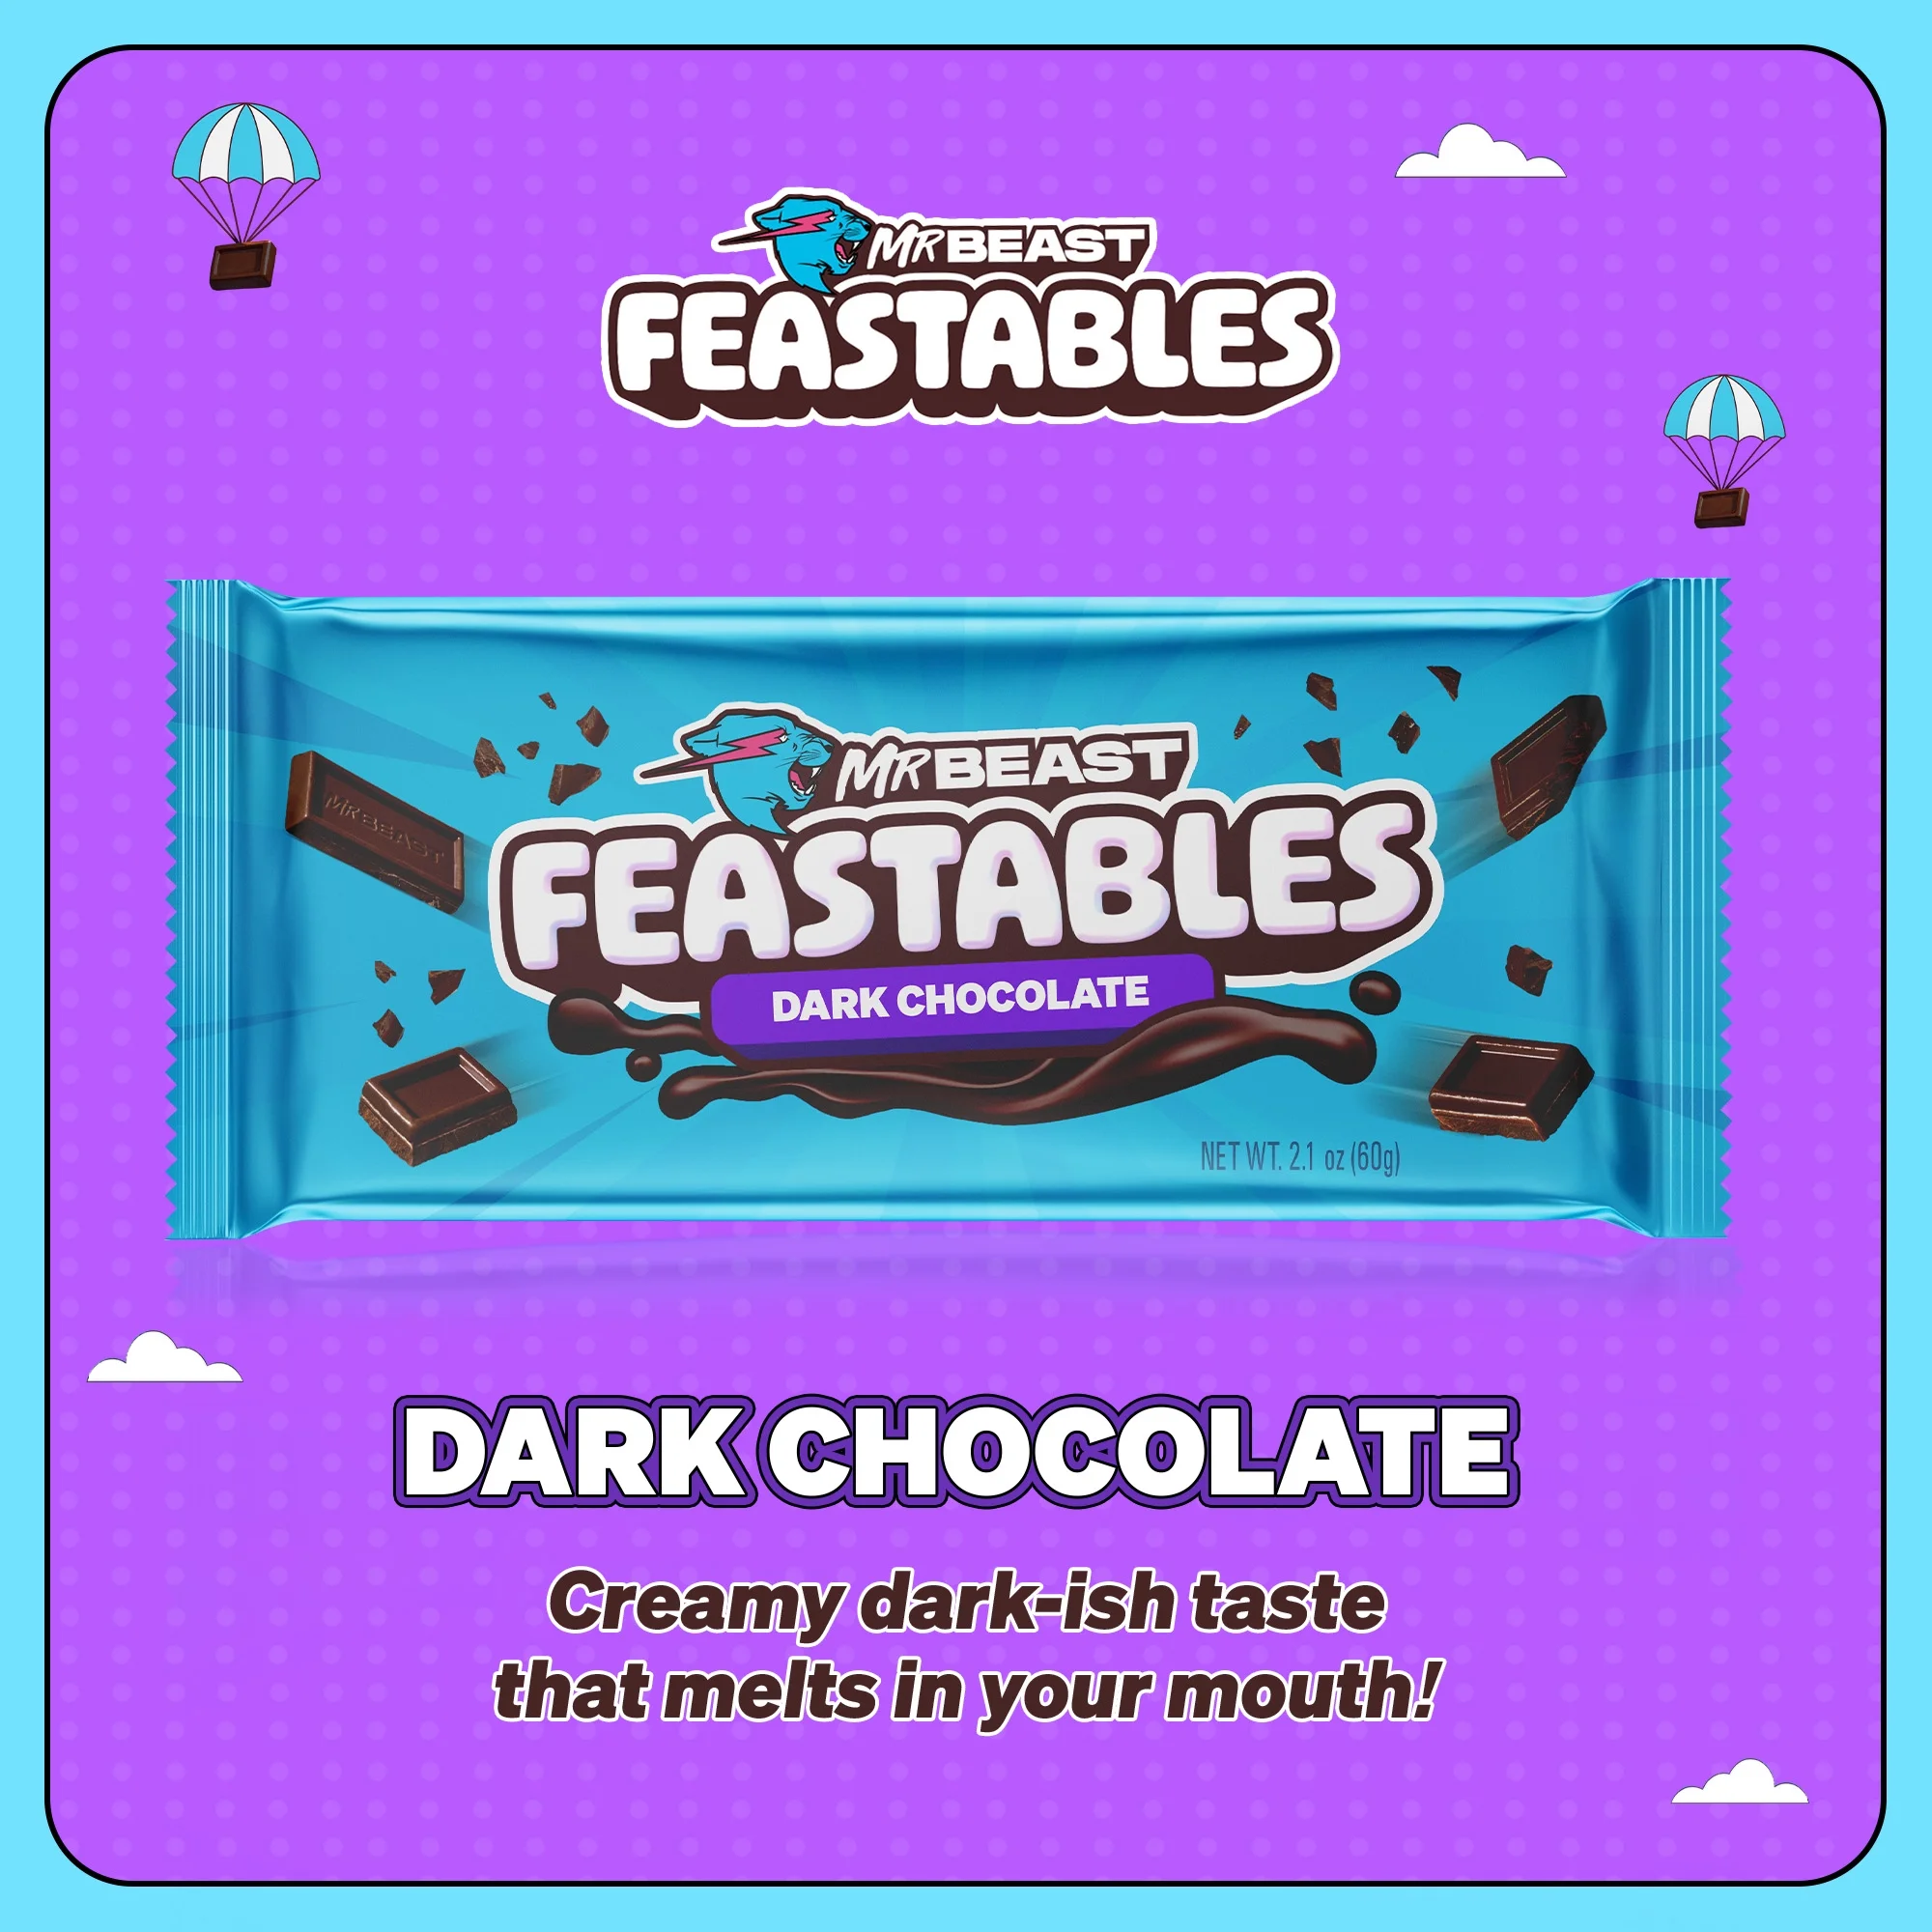 MR BEAST
FEASTABLES
MR BEAST
MR BEAST
FEASTABLES
DARK CHOCOLATE
NET WT. 2.1 oz (60g)
DARK CHOCOLATE
Creamy dark-ish taste
that melts in your mouth!